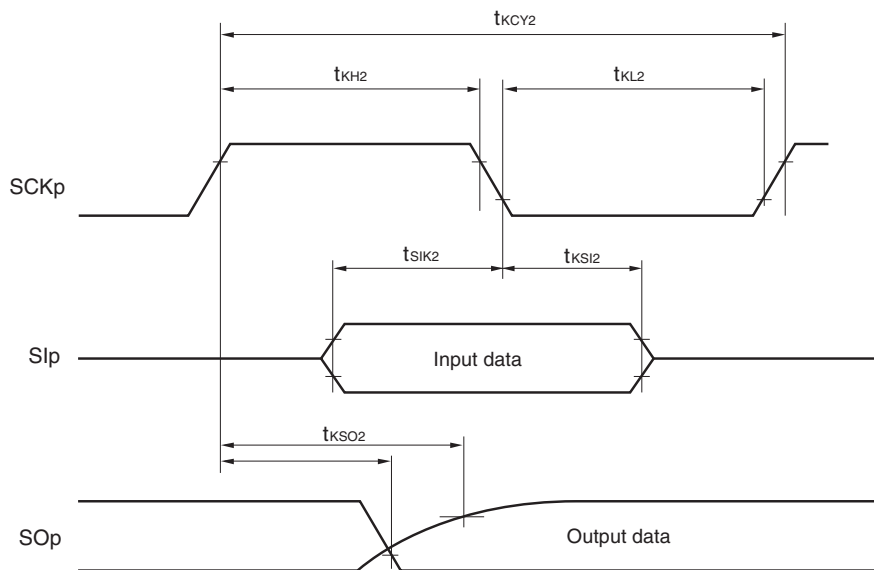 tKCY2
tKH2
tKL2
SCKp
tSIK2
tKSI2
SIp
Input data
tKSO2
SOp
Output data